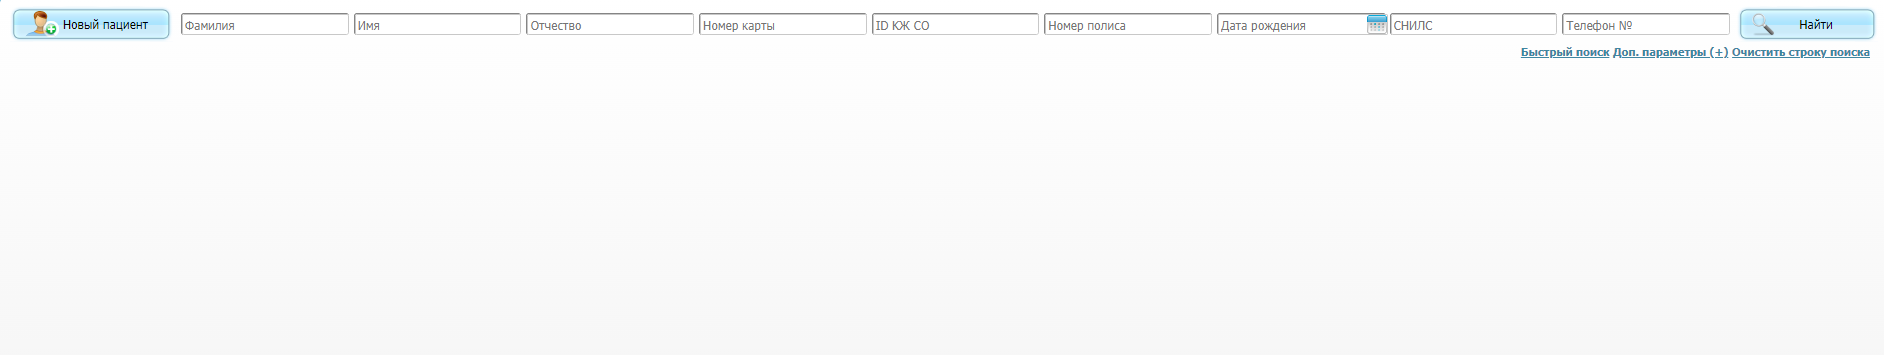 Новый пациент Фамилия Имя Отчество Номер карты ID КЖ СО Номер полиса Дата рождения СНИЛС Телефон № Найти
Быстрый поиск Доп. параметры (+) Очистить строку поиска